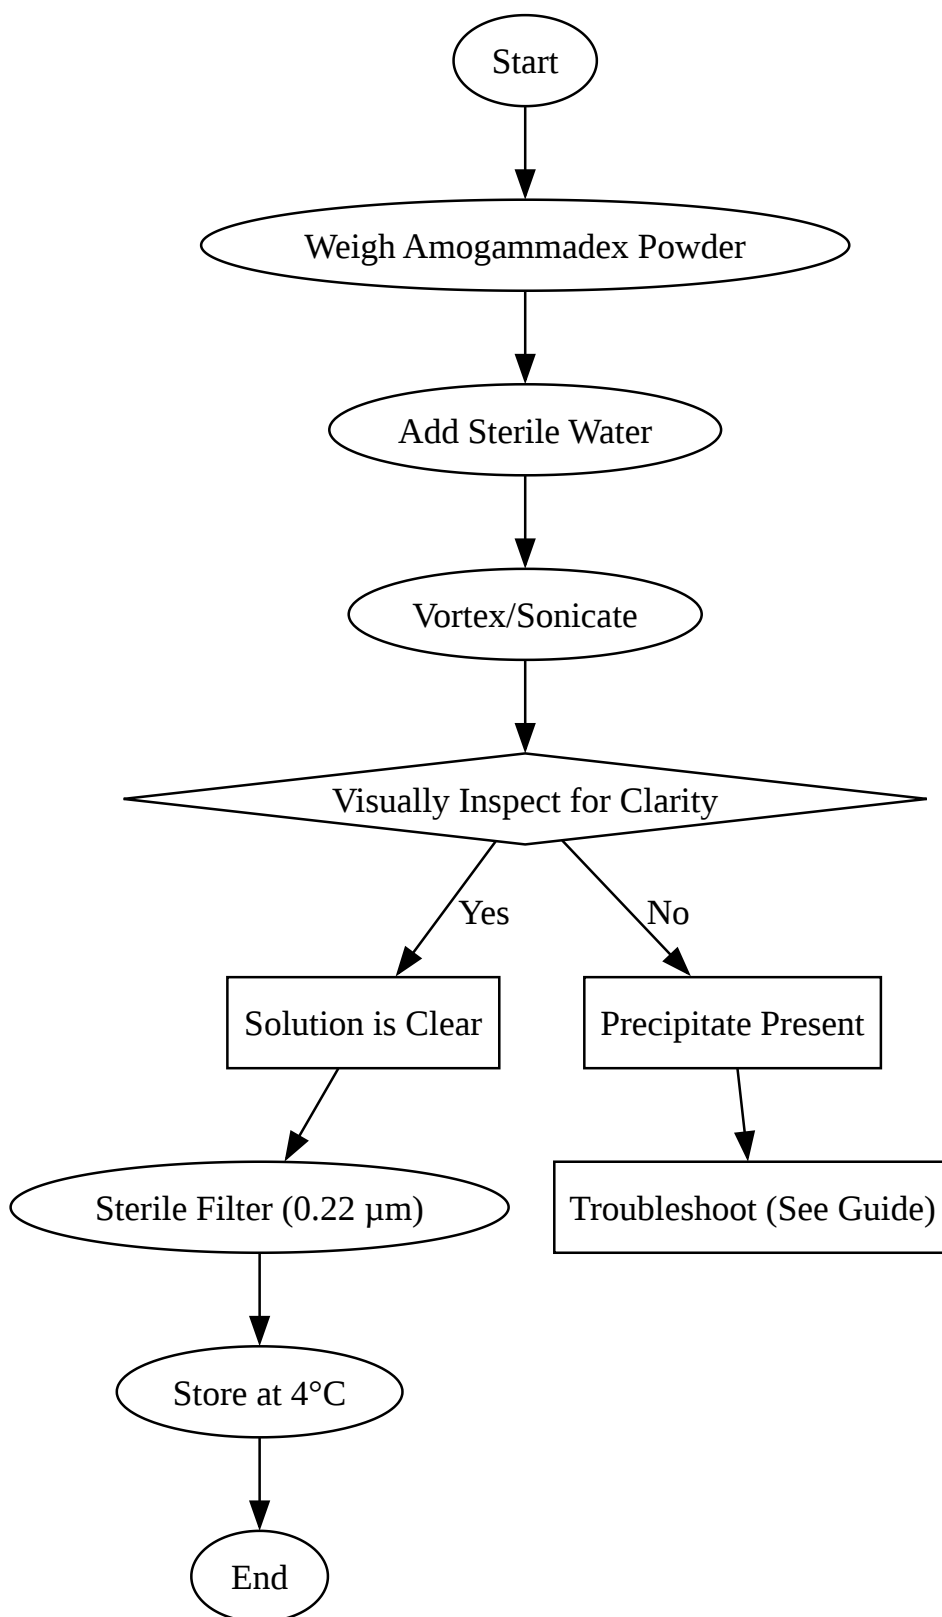 Start
Weigh Amogammadex Powder
Add Sterile Water
Vortex/Sonicate
Visually Inspect for Clarity
Yes
No
Solution is Clear
Precipitate Present
Sterile Filter (0.22 µm)
Troubleshoot (See Guide)
Store at 4°C
End